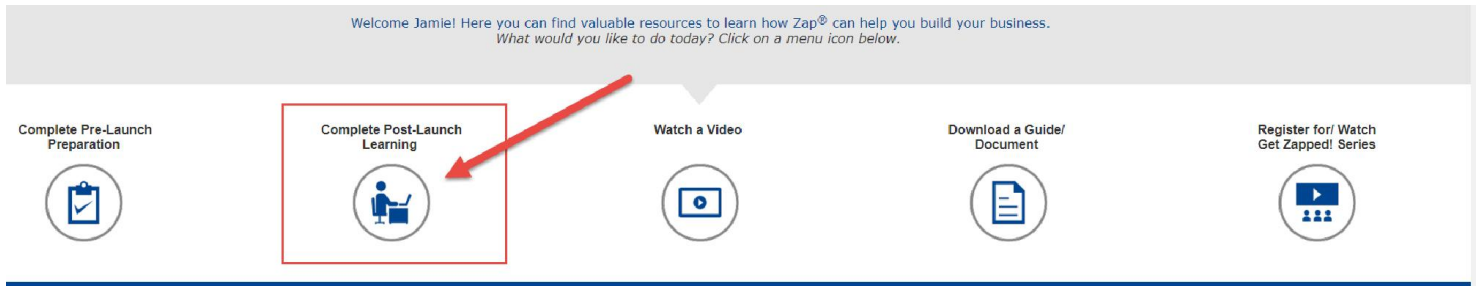 Welcome Jamie! Here you can find valuable resources to learn how Zap® can help you build your business.
What would you like to do today? Click on a menu icon below.
Complete Pre-Launch
Preparation
Complete Post-Launch
Learning
Watch a Video
Download a Guide/
Document
Register for/ Watch
Get Zapped! Series